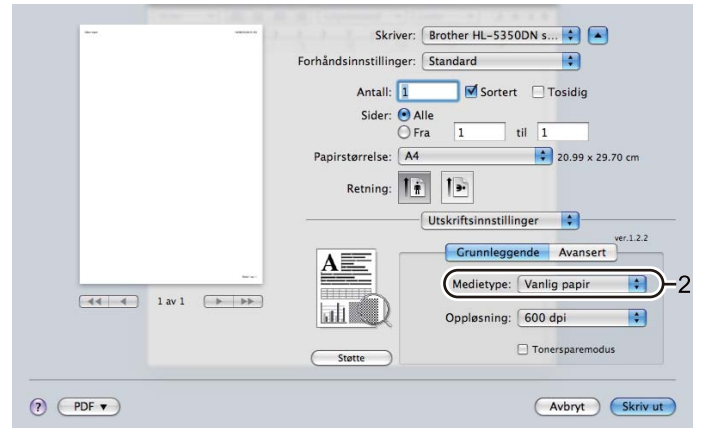 Skriver: Brother HL-5350DN s...
Forhåndsinnstillinger: Standard
Antall: 1 Sortert Tosidig
Sider: Alle
Fra 1 til 1
Papirstørrelse: A4 20.99 x 29.70 cm
Retning:
Utskriftsinnstillinger
ver.1.2.2
Grunnleggende Avansert
A
Medietype: Vanlig papir 2
1 av 1
Oppløsning: 600 dpi
Tonersparemodus
Støtte
? PDF Avbryt Skriv ut